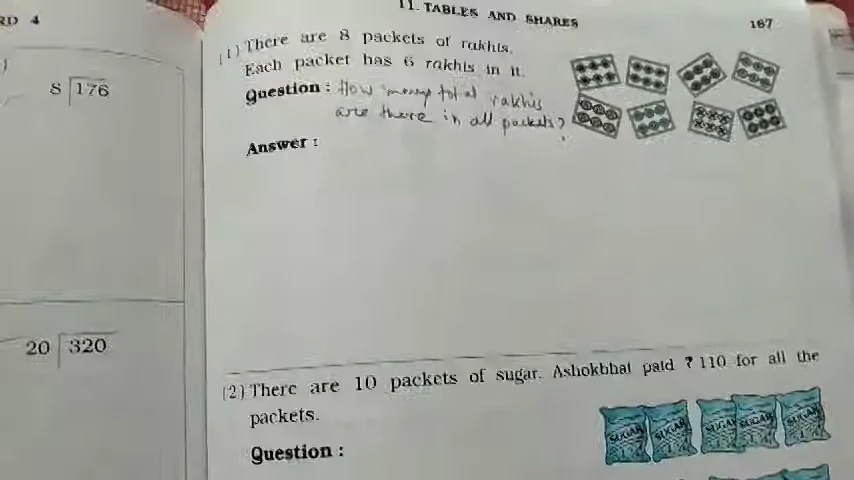 RD 4
8 176
20 320
11. TABLES AND SHARES
167
(1) There are 8 packets of rakhis.
Each packet has 6 rakhis in it.
Question : How many total rakhis
are there in all packets?
Answer :
(2) There are 10 packets of sugar. Ashokbhai paid ₹ 110 for all the
packets.
Question :
SUGAR SUGAR SUGAR SUGAR SUGAR